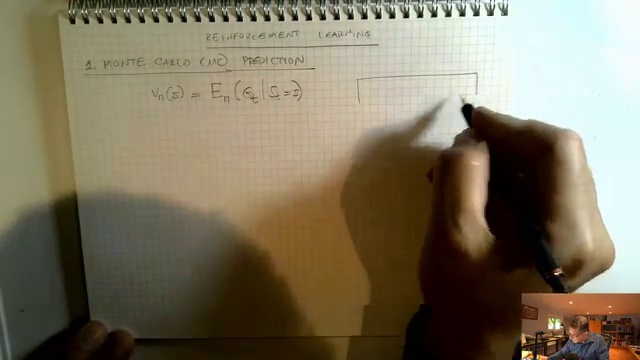 REINFORCEMENT LEARNING
1. MONTE CARLO (MC) PREDICTION
Vπ(s) = Eπ(Gt | St = s)